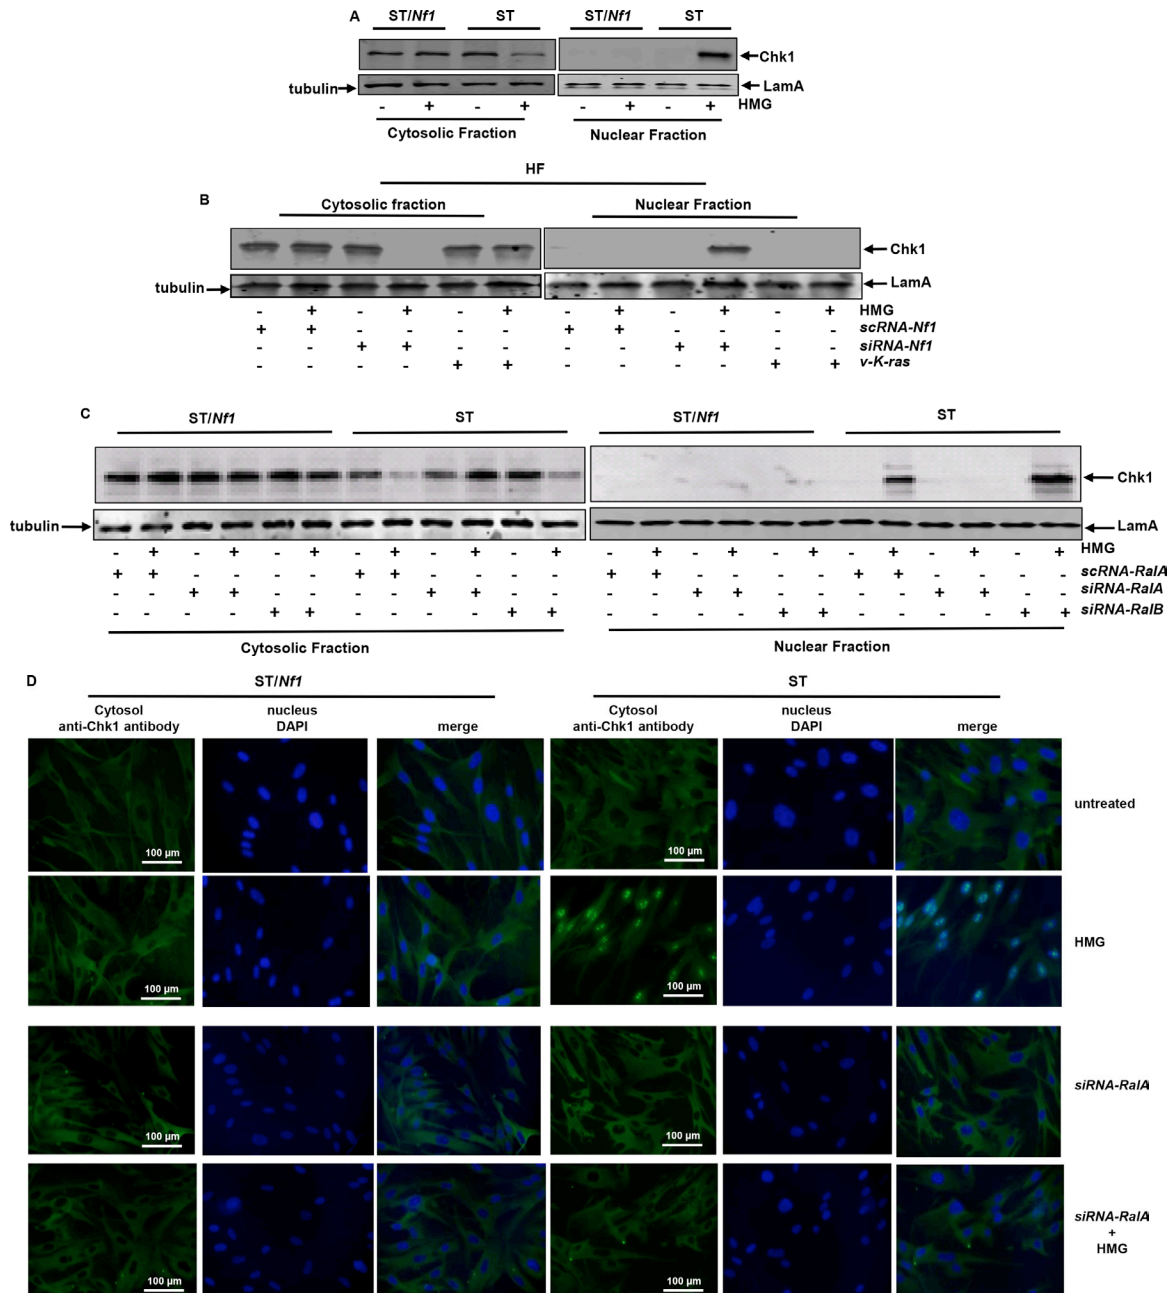 A
ST/Nf1 ST ST/Nf1 ST
Chk1
tubulin LamA
- + - + - + - + HMG
Cytosolic Fraction Nuclear Fraction
HF
B
Cytosolic fraction Nuclear Fraction
Chk1
tubulin LamA
- + - + - + - + - + - + HMG
+ + - - - - + + - - - - scRNA-Nf1
- - + + - - - - + + - - siRNA-Nf1
- - - - + + - - - - + + v-K-ras
C
ST/Nf1 ST ST/Nf1 ST
Chk1
tubulin LamA
- + - + - + - + - + - + - + - + - + - + - + - + HMG
+ + - - - - + + - - - - + + - - - - + + - - - - scRNA-RalA
- - + + - - - - + + - - - - + + - - - - + + - - siRNA-RalA
- - - - + + - - - - + + - - - - + + - - - - + + siRNA-RalB
Cytosolic Fraction Nuclear Fraction
D
ST/Nf1 ST
Cytosol nucleus Cytosol nucleus
anti-Chk1 antibody DAPI merge anti-Chk1 antibody DAPI merge
untreated
100 µm 100 µm
HMG
100 µm 100 µm
siRNA-RalA
100 µm 100 µm
siRNA-RalA
+
HMG
100 µm 100 µm